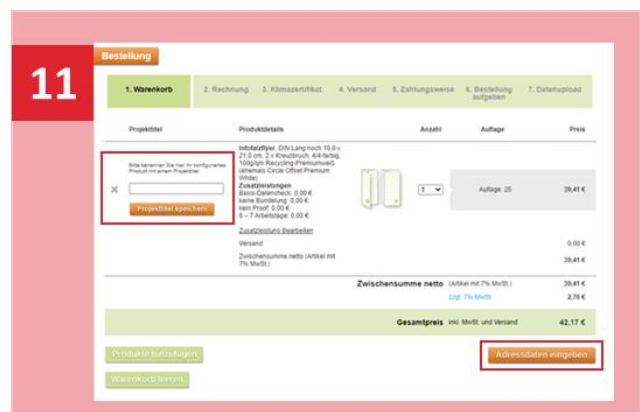 11
Bestellung
1. Warenkorb 2. Rechnung 3. Klimazertifikat 4. Versand 5. Zahlungsweise 6. Bestellung aufgeben 7. Datenupload
Projekttitel Produktdetails Anzahl Auflage Preis
Bitte benennen Sie hier Ihr konfiguriertes
Produkt mit einem Projekttitel.
Projekttitel speichern
Infofalzflyer, DIN Lang hoch 10,0 x
21,0 cm, 2 x Kreuzbruch, 4/4-farbig,
100g/qm Recycling-Premiumweiß
(ehemals Circle Offset Premium
White)
Zusatzleistungen
Basis-Datencheck: 0,00 €
keine Bündelung: 0,00 €
kein Proof: 0,00 €
6 – 7 Arbeitstage: 0,00 €
1 Auflage: 25 39,41 €
Zusatzleistung Bearbeiten
Versand 0,00 €
Zwischensumme netto (Artikel mit
7% MwSt.) 39,41 €
Zwischensumme netto (Artikel mit 7% MwSt.) 39,41 €
zzgl. 7% MwSt. 2,76 €
Gesamtpreis inkl. MwSt. und Versand 42,17 €
Produkte hinzufügen
Adressdaten eingeben
Warenkorb leeren